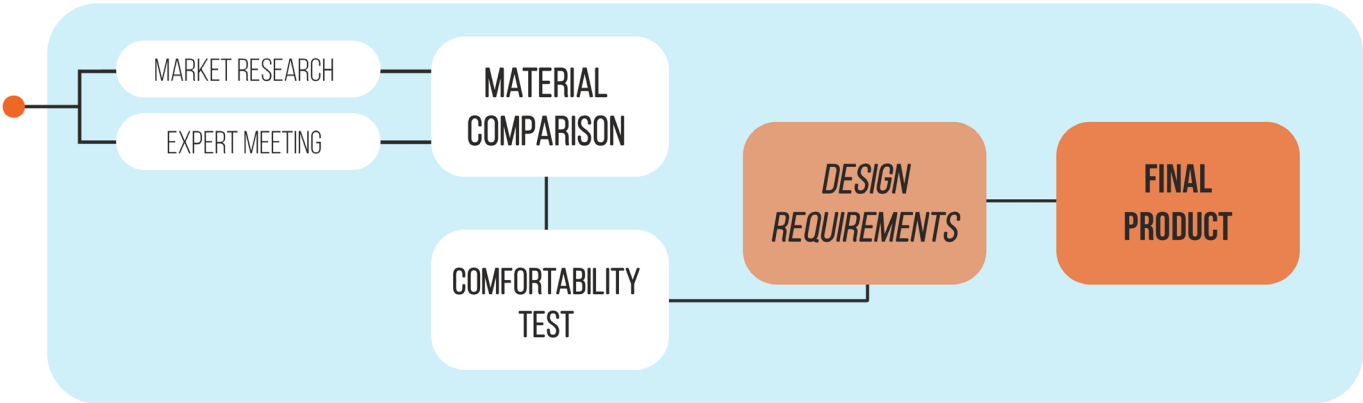 MARKET RESEARCH
EXPERT MEETING
MATERIAL
COMPARISON
COMFORTABILITY
TEST
DESIGN
REQUIREMENTS
FINAL
PRODUCT